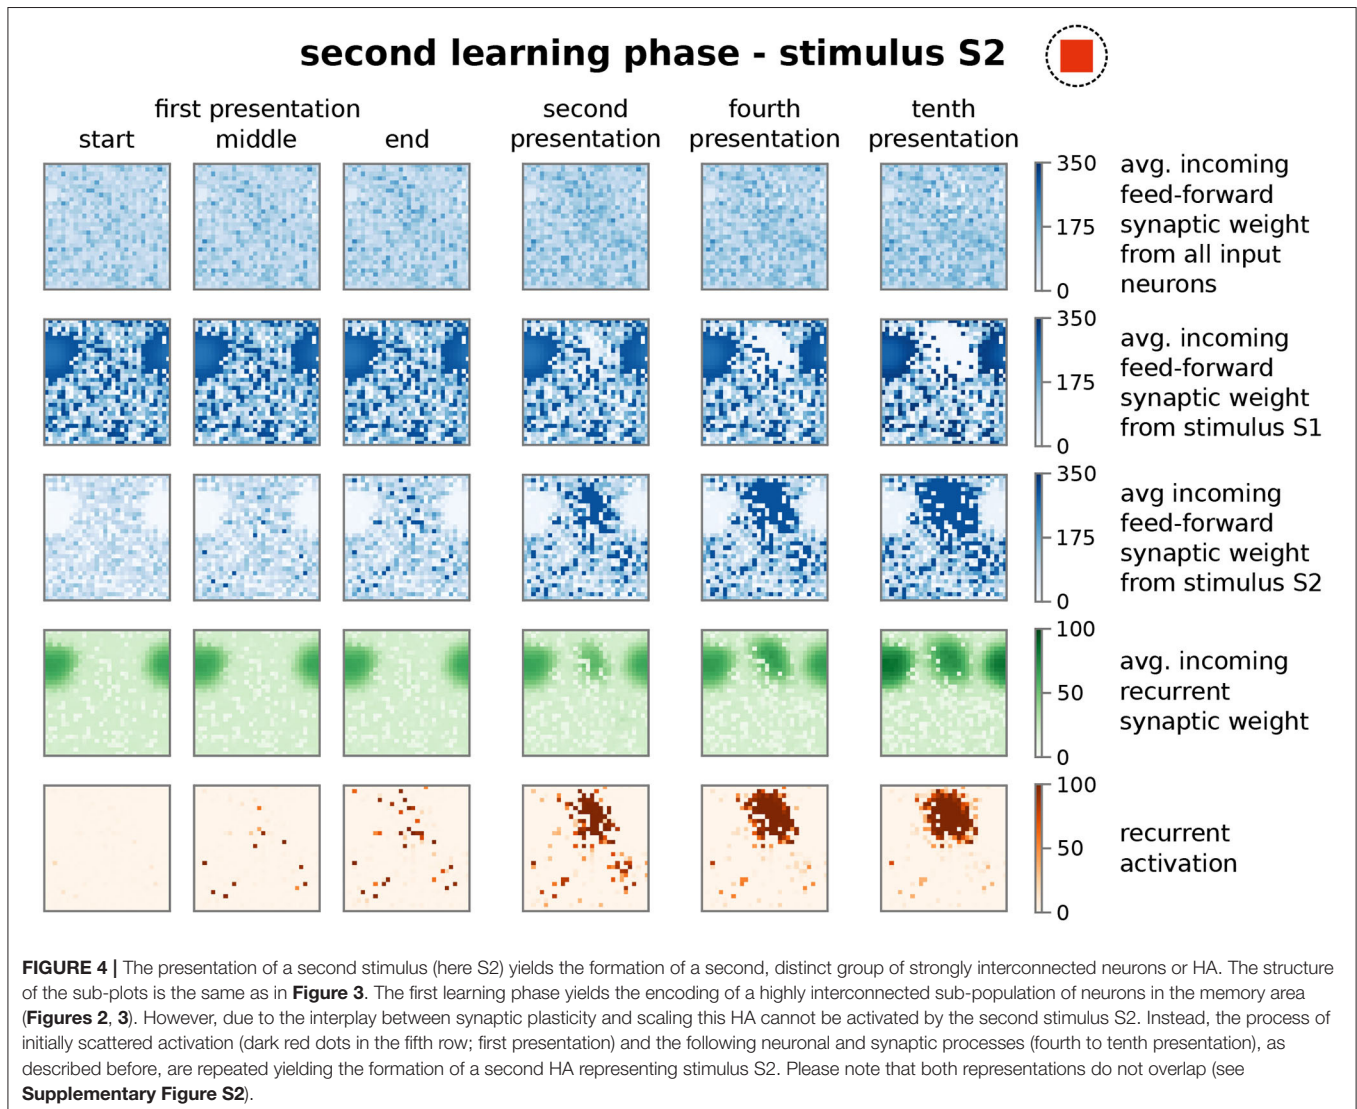 second learning phase - stimulus S2
first presentation
start
middle
end
second
presentation
fourth
presentation
tenth
presentation
350
175
0
avg. incoming
feed-forward
synaptic weight
from all input
neurons
350
175
0
avg. incoming
feed-forward
synaptic weight
from stimulus S1
350
175
0
avg incoming
feed-forward
synaptic weight
from stimulus S2
100
50
0
avg. incoming
recurrent
synaptic weight
100
50
0
recurrent
activation
FIGURE 4 | The presentation of a second stimulus (here S2) yields the formation of a second, distinct group of strongly interconnected neurons or HA. The structure
of the sub-plots is the same as in Figure 3. The first learning phase yields the encoding of a highly interconnected sub-population of neurons in the memory area
(Figures 2, 3). However, due to the interplay between synaptic plasticity and scaling this HA cannot be activated by the second stimulus S2. Instead, the process of
initially scattered activation (dark red dots in the fifth row; first presentation) and the following neuronal and synaptic processes (fourth to tenth presentation), as
described before, are repeated yielding the formation of a second HA representing stimulus S2. Please note that both representations do not overlap (see
Supplementary Figure S2).